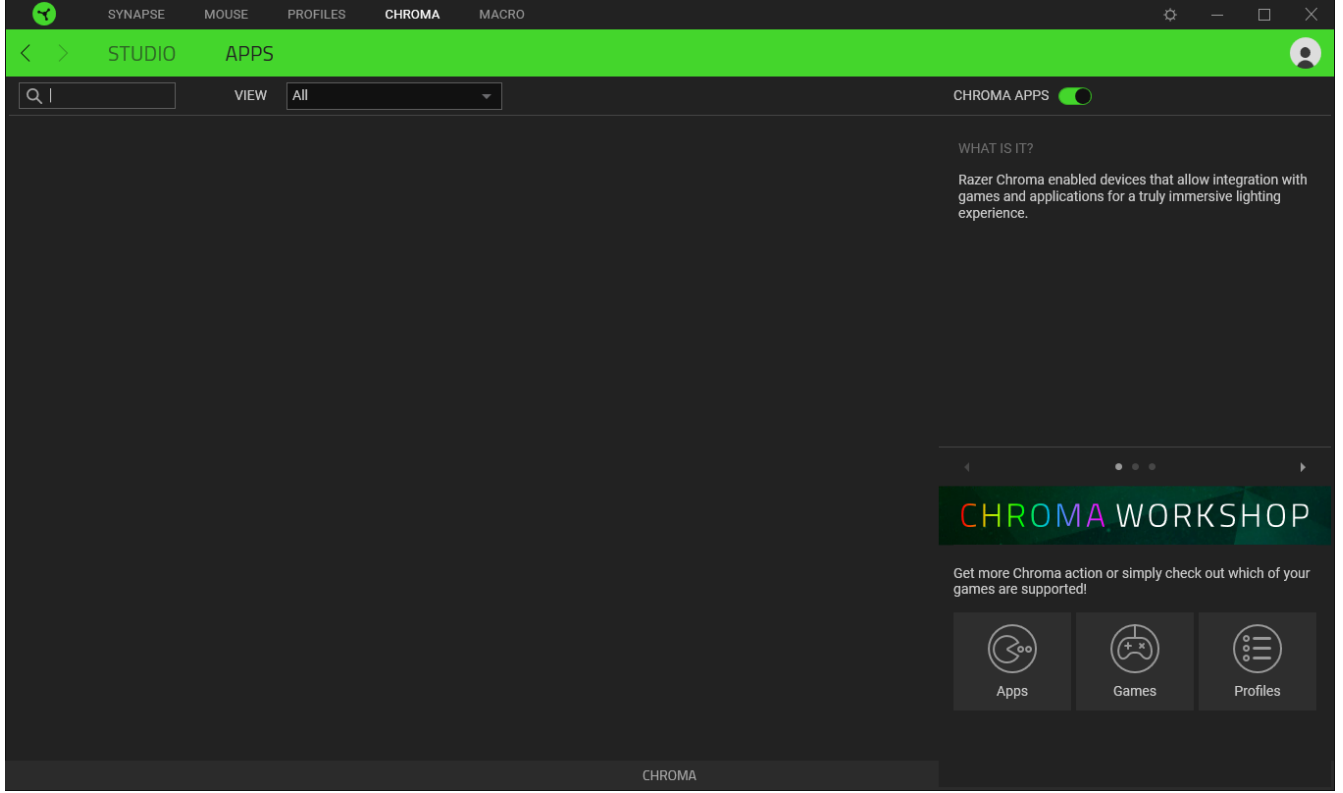 SYNAPSE MOUSE PROFILES CHROMA MACRO
STUDIO APPS
VIEW All CHROMA APPS
WHAT IS IT?
Razer Chroma enabled devices that allow integration with
games and applications for a truly immersive lighting
experience.
CHROMA WORKSHOP
Get more Chroma action or simply check out which of your
games are supported!
Apps Games Profiles
CHROMA